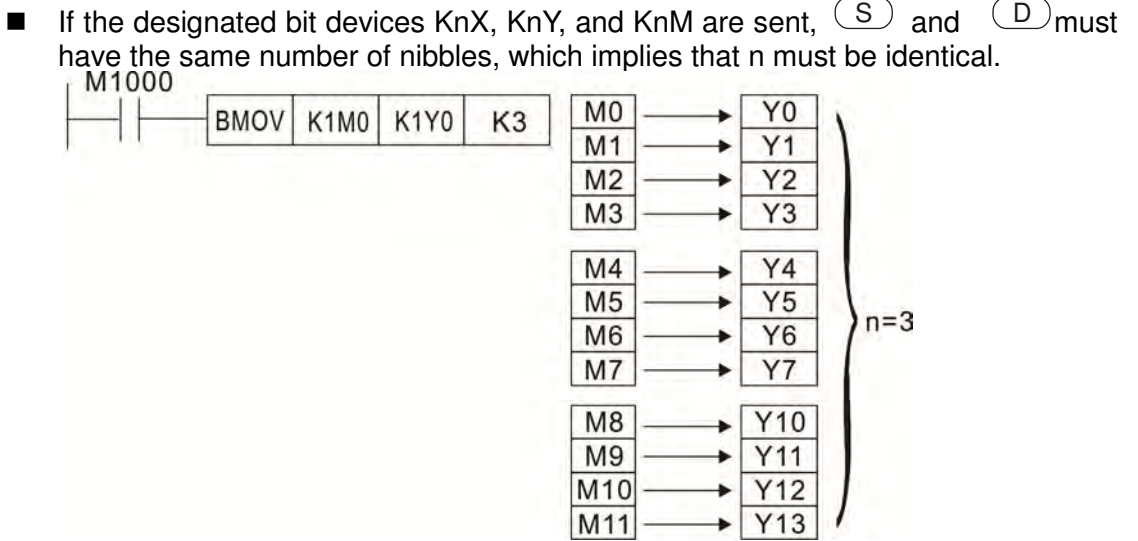 ■ If the designated bit devices KnX, KnY, and KnM are sent, S and D must
have the same number of nibbles, which implies that n must be identical.
M1000
BMOV K1M0 K1Y0 K3
M0 Y0
M1 Y1
M2 Y2
M3 Y3
M4 Y4
M5 Y5
M6 Y6
M7 Y7
n=3
M8 Y10
M9 Y11
M10 Y12
M11 Y13